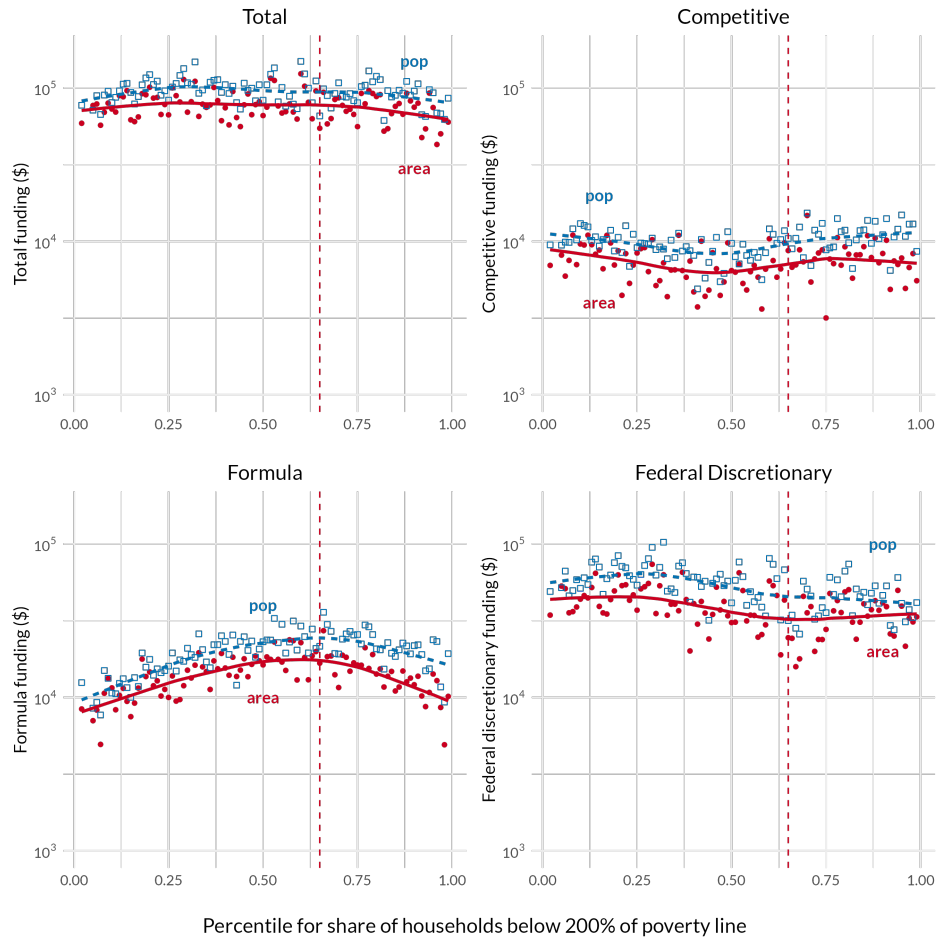 Total
Total funding ($)
10⁵
10⁴
10³
pop
area
0.00 0.25 0.50 0.75 1.00
Competitive
Competitive funding ($)
10⁵
10⁴
10³
pop
area
0.00 0.25 0.50 0.75 1.00
Formula
Formula funding ($)
10⁵
10⁴
10³
pop
area
0.00 0.25 0.50 0.75 1.00
Federal Discretionary
Federal discretionary funding ($)
10⁵
10⁴
10³
pop
area
0.00 0.25 0.50 0.75 1.00
Percentile for share of households below 200% of poverty line